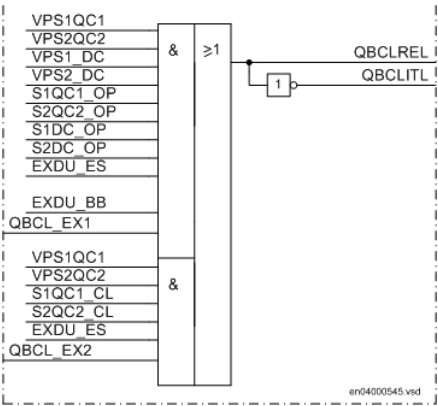 VPS1QC1
VPS2QC2
VPS1_DC
VPS2_DC
S1QC1_OP
S2QC2_OP
S1DC_OP
S2DC_OP
EXDU_ES
EXDU_BB
QBCL_EX1
VPS1QC1
VPS2QC2
S1QC1_CL
S2QC2_CL
EXDU_ES
QBCL_EX2
&
&
≥1
1
QBCLREL
QBCLITL
en04000545.vsd